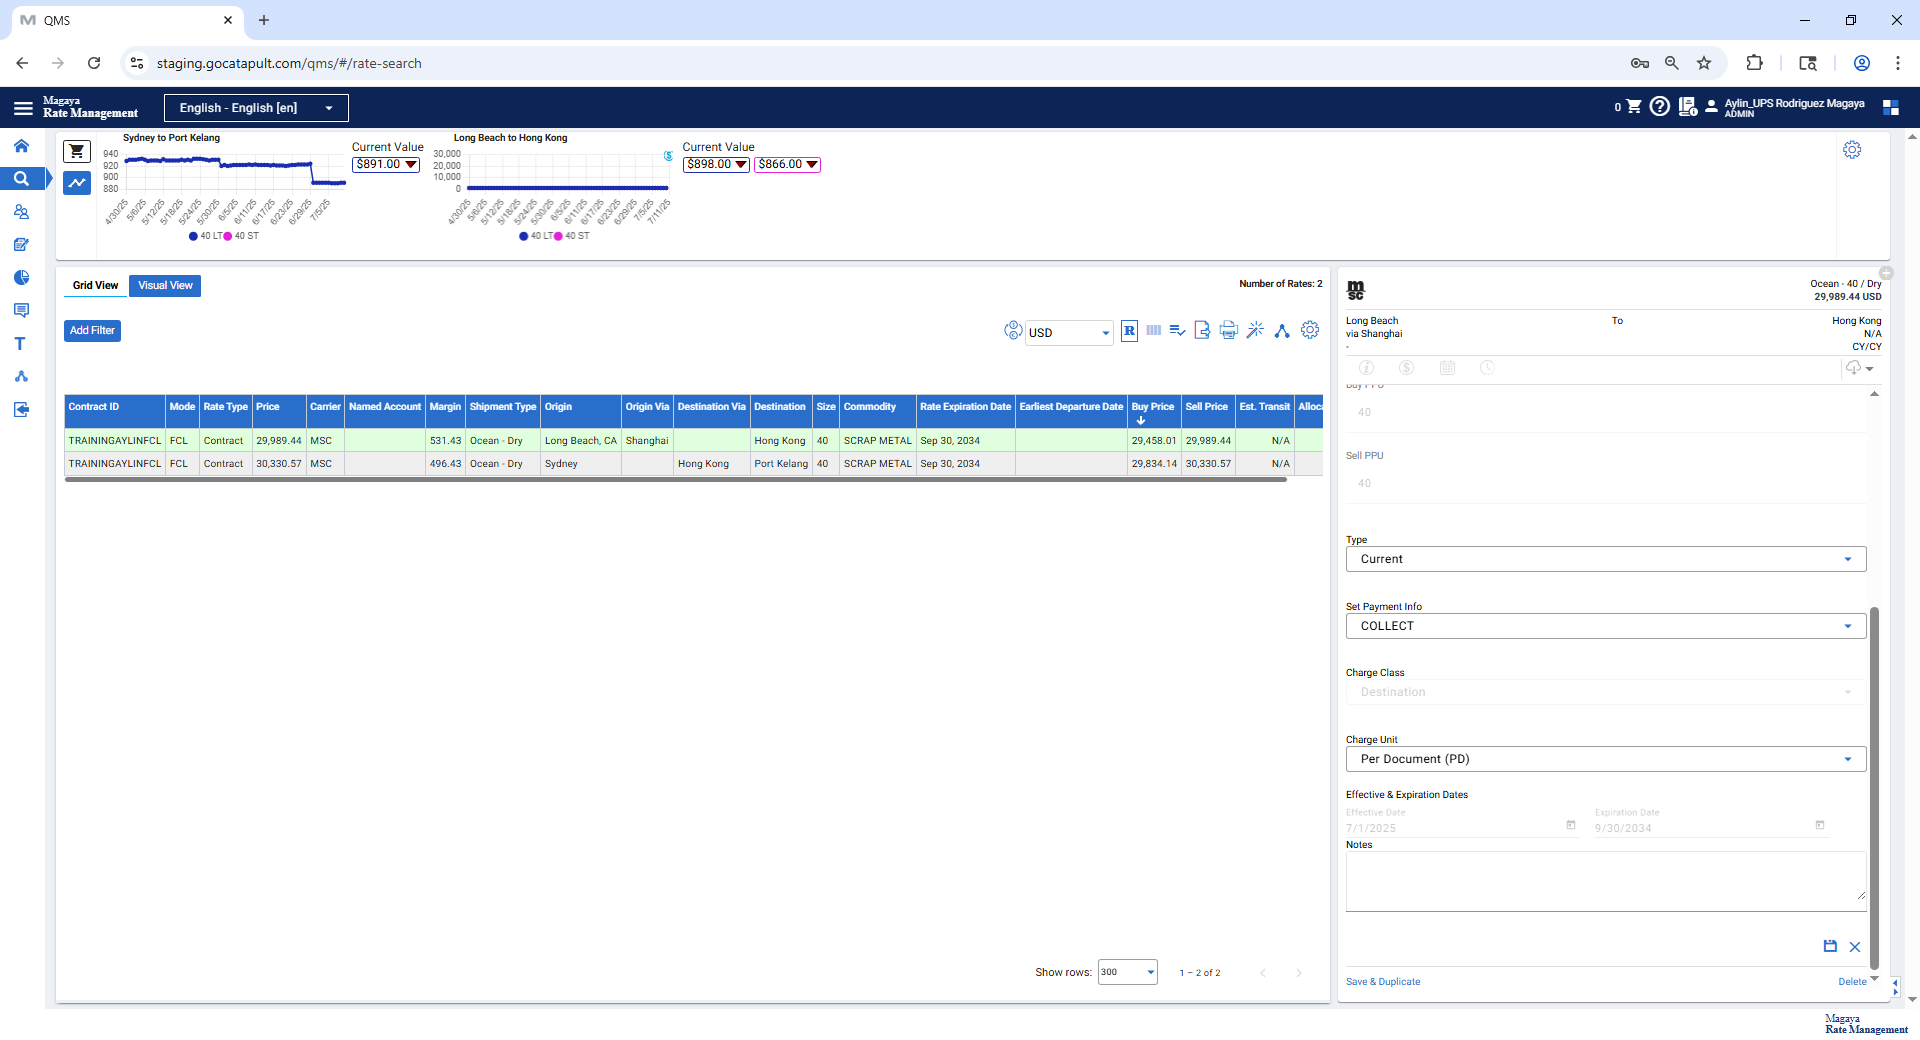 QMS
staging.gocatapult.com/qms/#/rate-search
Magaya
Rate Management
English - English [en]
0
Aylin_UPS Rodriguez Magaya
ADMIN
Sydney to Port Kelang
940
920
900
880
4/30/25
5/6/25
5/12/25
5/18/25
5/24/25
5/30/25
6/5/25
6/11/25
6/17/25
6/23/25
6/29/25
7/5/25
40 LT
40 ST
Current Value
$891.00
Long Beach to Hong Kong
30,000
20,000
10,000
0
4/30/25
5/6/25
5/12/25
5/18/25
5/24/25
5/30/25
6/5/25
6/11/25
6/17/25
6/23/25
6/29/25
7/5/25
7/11/25
40 LT
40 ST
Current Value
$898.00
$866.00
Grid View
Visual View
Number of Rates: 2
Add Filter
USD
R
Contract ID Mode Rate Type Price Carrier Named Account Margin Shipment Type Origin Origin Via Destination Via Destination Size Commodity Rate Expiration Date Earliest Departure Date Buy Price Sell Price Est. Transit Alloca
TRAININGAYLINFCL FCL Contract 29,989.44 MSC 531.43 Ocean - Dry Long Beach, CA Shanghai Hong Kong 40 SCRAP METAL Sep 30, 2034 29,458.01 29,989.44 N/A
TRAININGAYLINFCL FCL Contract 30,330.57 MSC 496.43 Ocean - Dry Sydney Hong Kong Port Kelang 40 SCRAP METAL Sep 30, 2034 29,834.14 30,330.57 N/A
Show rows: 300 1 – 2 of 2
msc
Ocean - 40 / Dry
29,989.44 USD
Long Beach To Hong Kong
via Shanghai N/A
- CY/CY
Buy PPU
40
Sell PPU
40
Type
Current
Set Payment Info
COLLECT
Charge Class
Destination
Charge Unit
Per Document (PD)
Effective & Expiration Dates
Effective Date Expiration Date
7/1/2025 9/30/2034
Notes
Save & Duplicate Delete
Magaya
Rate Management